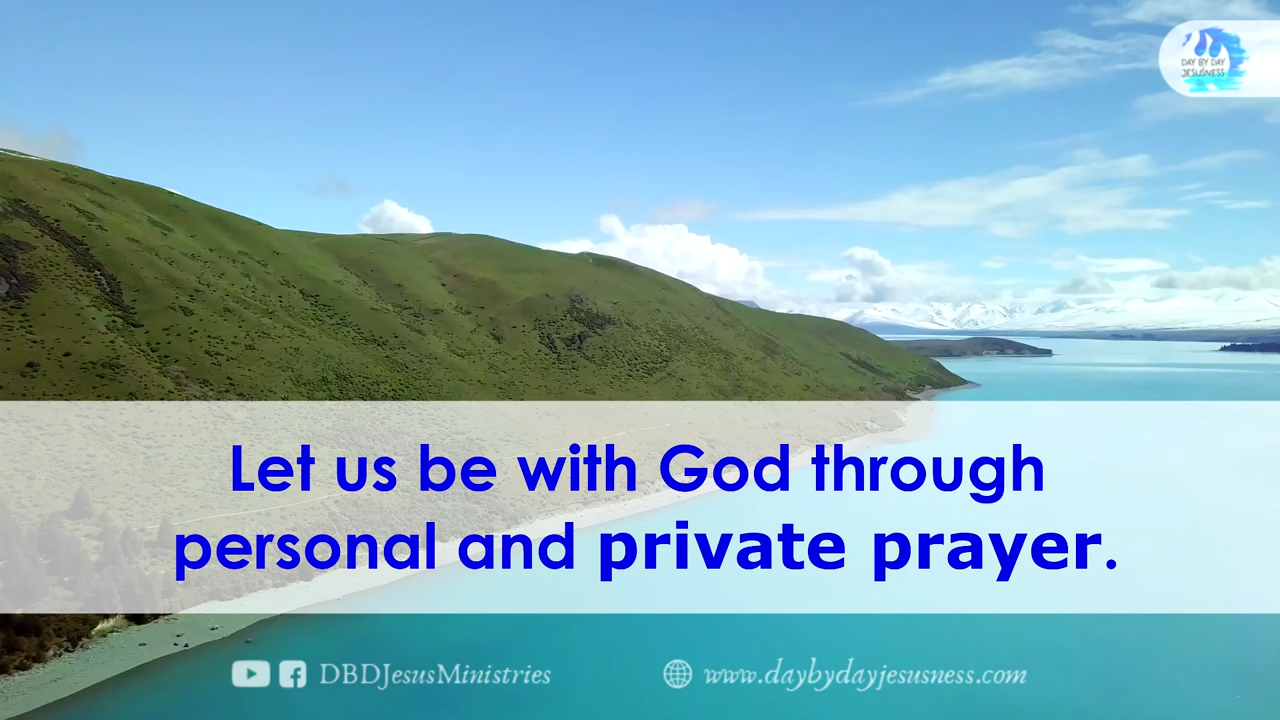 DAY BY DAY
JESUSNESS
Let us be with God through
personal and private prayer.
DBDJesusMinistries
www.daybydayjesusness.com